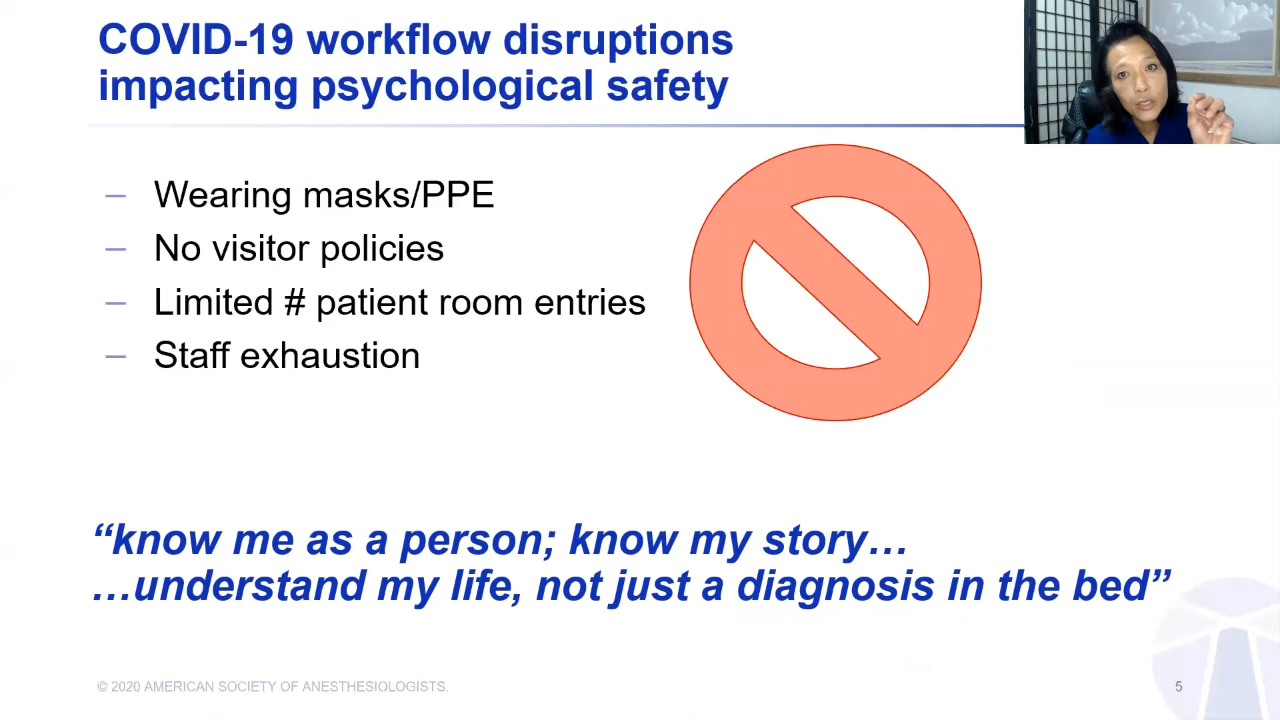 COVID-19 workflow disruptions
impacting psychological safety
– Wearing masks/PPE
– No visitor policies
– Limited # patient room entries
– Staff exhaustion
“know me as a person; know my story…
…understand my life, not just a diagnosis in the bed”
© 2020 AMERICAN SOCIETY OF ANESTHESIOLOGISTS.
5